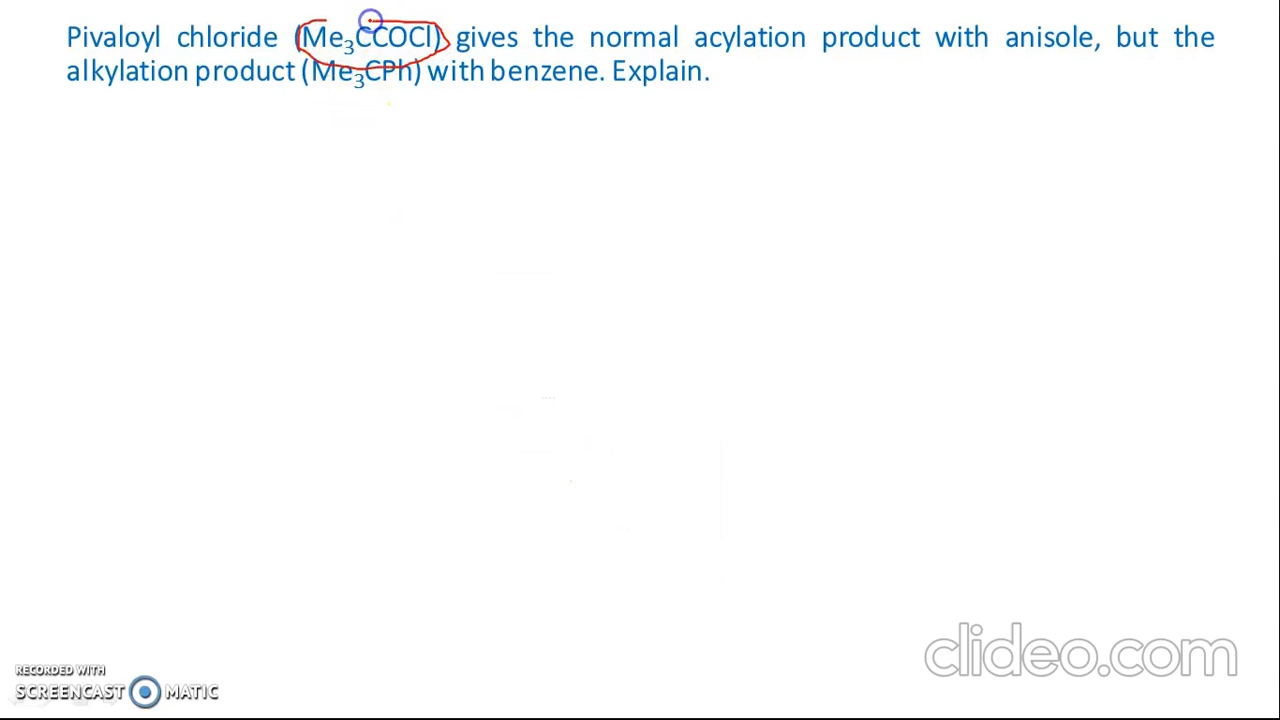 Pivaloyl chloride (Me₃CCOCl) gives the normal acylation product with anisole, but the
alkylation product (Me₃CPh) with benzene. Explain.
clideo.com
RECORDED WITH
SCREENCAST MATIC